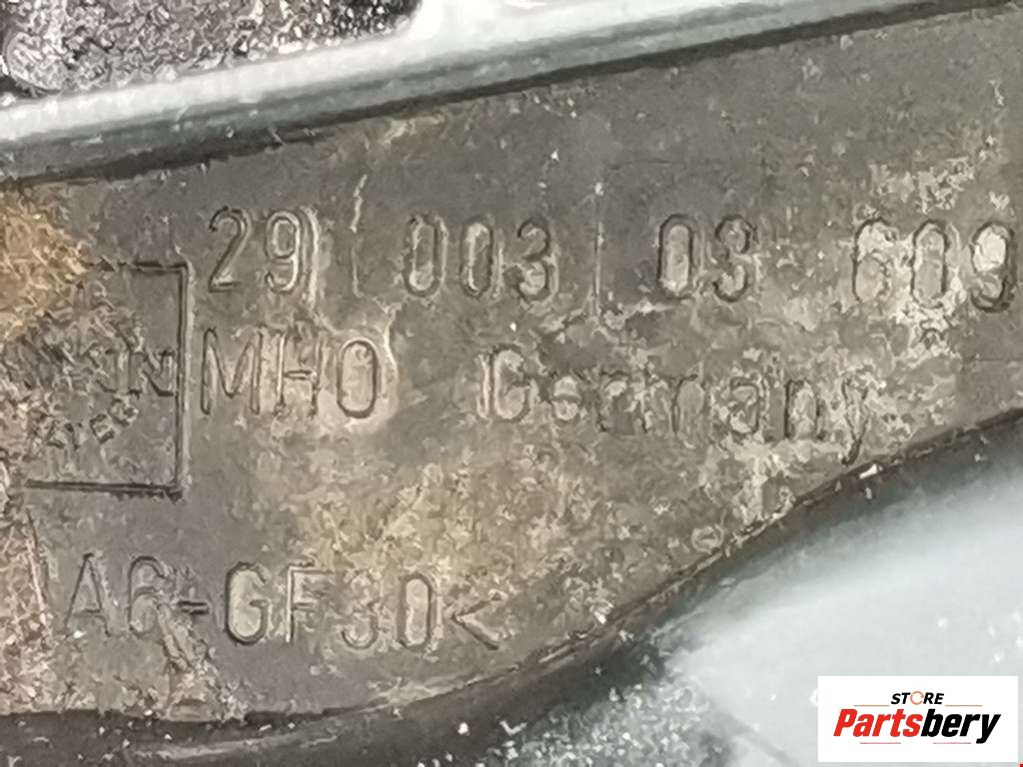 29 003 03 609
MHO Germany
A6-GF30<
STORE
Partsbery